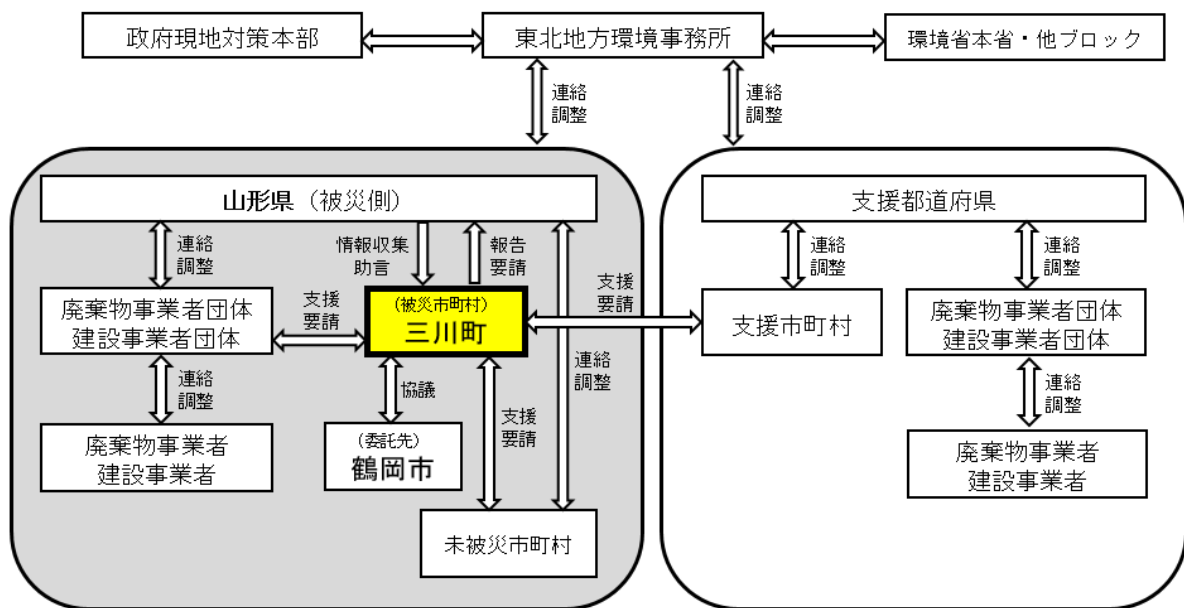 政府現地対策本部
東北地方環境事務所
環境省本省・他ブロック
連絡
調整
連絡
調整
山形県（被災側）
支援都道府県
連絡
調整
情報収集
助言
報告
要請
連絡
調整
連絡
調整
廃棄物事業者団体
建設事業者団体
支援
要請
(被災市町村)
三川町
支援
要請
支援市町村
廃棄物事業者団体
建設事業者団体
連絡
調整
協議
支援
要請
連絡
調整
連絡
調整
廃棄物事業者
建設事業者
(委託先)
鶴岡市
廃棄物事業者
建設事業者
未被災市町村